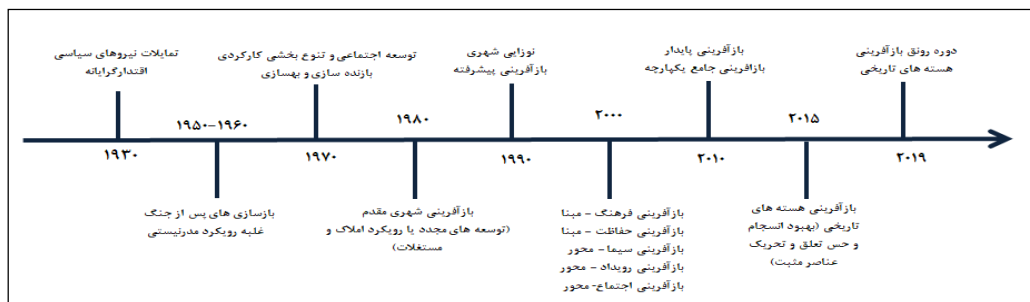 تمایلات نیروهای سیاسی
اقتدارگرایانه
۱۹۳۰
۱۹۵۰-۱۹۶۰
بازسازی های پس از جنگ
غلبه رویکرد مدرنیستی
توسعه اجتماعی و تنوع بخشی کارکردی
بازنده سازی و بهسازی
۱۹۷۰
۱۹۸۰
بازآفرینی شهری مقدم
(توسعه های مجدد با رویکرد املاک و
مستغلات)
نوزایی شهری
بازآفرینی پیشرفته
۱۹۹۰
۲۰۰۰
بازآفرینی فرهنگ - مبنا
بازآفرینی حفاظت - مبنا
بازآفرینی سیما - محور
بازآفرینی رویداد - محور
بازآفرینی اجتماع- محور
بازآفرینی پایدار
بازافرینی جامع یکپارچه
۲۰۱۰
۲۰۱۵
بازآفرینی هسته های
تاریخی (بهبود انسجام
و حس تعلق و تحریک
عناصر مثبت)
دوره رونق بازآفرینی
هسته های تاریخی
۲۰۱۹